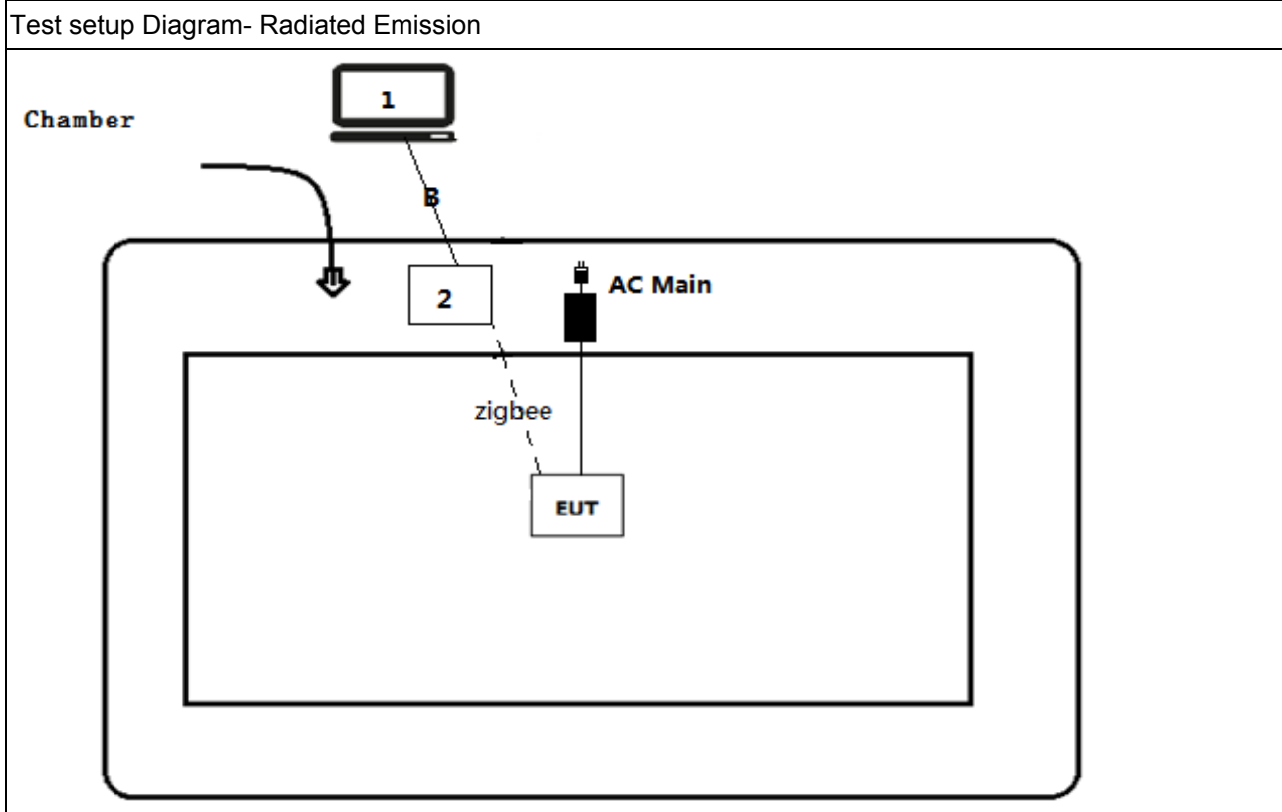 Test setup Diagram- Radiated Emission
1
Chamber
B
2
AC Main
zigbee
EUT